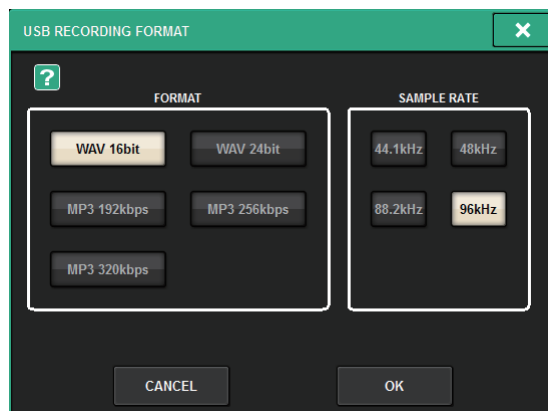 USB RECORDING FORMAT
?
FORMAT
SAMPLE RATE
WAV 16bit WAV 24bit
44.1kHz 48kHz
MP3 192kbps MP3 256kbps
88.2kHz 96kHz
MP3 320kbps
CANCEL OK